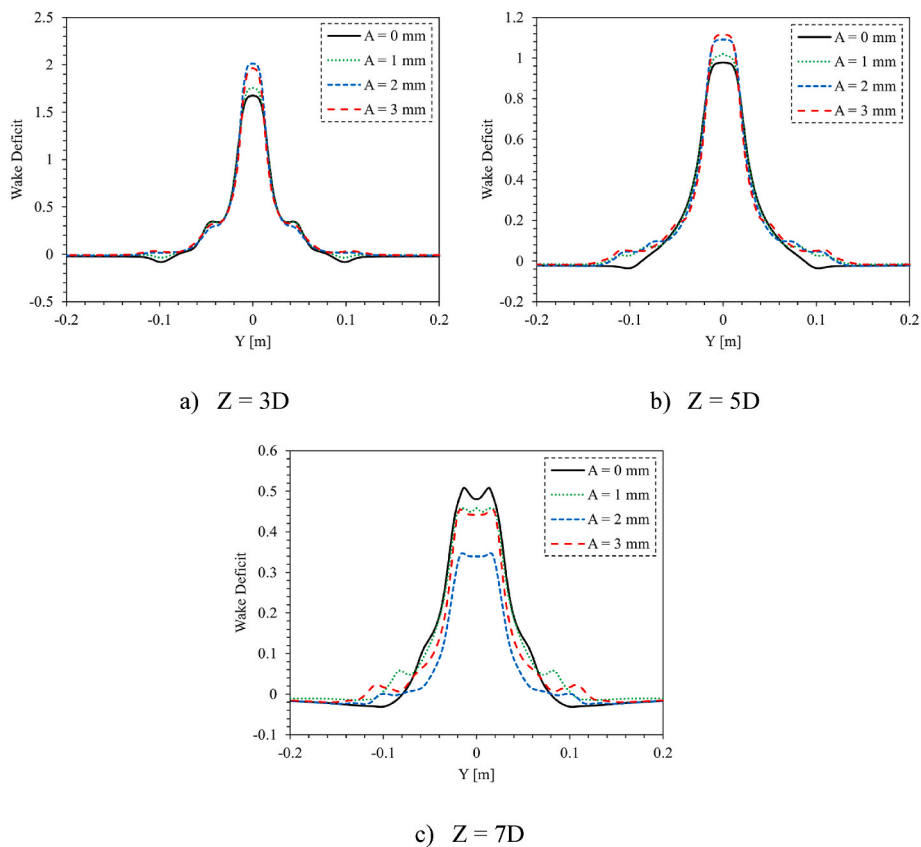 2.5
2
1.5
1
0.5
0
-0.5
Wake Deficit
-0.2 -0.1 0 0.1 0.2
Y [m]
A = 0 mm
A = 1 mm
A = 2 mm
A = 3 mm
a) Z = 3D
1.2
1
0.8
0.6
0.4
0.2
0
-0.2
Wake Deficit
-0.2 -0.1 0 0.1 0.2
Y [m]
A = 0 mm
A = 1 mm
A = 2 mm
A = 3 mm
b) Z = 5D
0.6
0.5
0.4
0.3
0.2
0.1
0
-0.1
Wake Deficit
-0.2 -0.1 0 0.1 0.2
Y [m]
A = 0 mm
A = 1 mm
A = 2 mm
A = 3 mm
c) Z = 7D